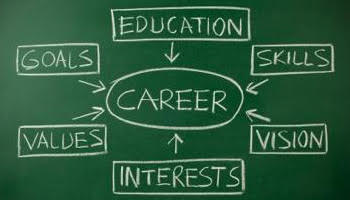 EDUCATION
GOALS
SKILLS
CAREER
VALUES
VISION
INTERESTS